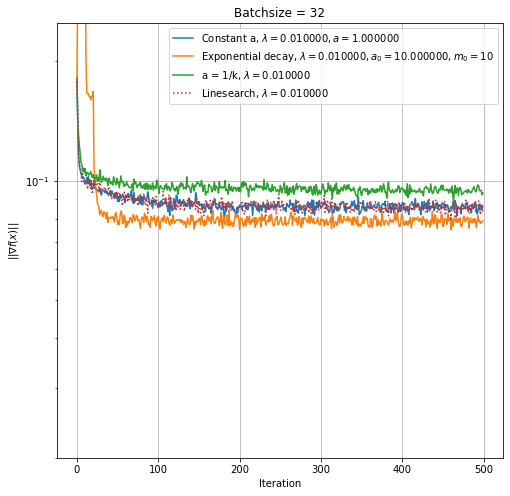 Batchsize = 32
Constant a, λ = 0.010000, a = 1.000000
Exponential decay, λ = 0.010000, a₀ = 10.000000, m₀ = 10
a = 1/k, λ = 0.010000
Linesearch, λ = 0.010000
10⁻¹
||∇f(x)||
0 100 200 300 400 500
Iteration